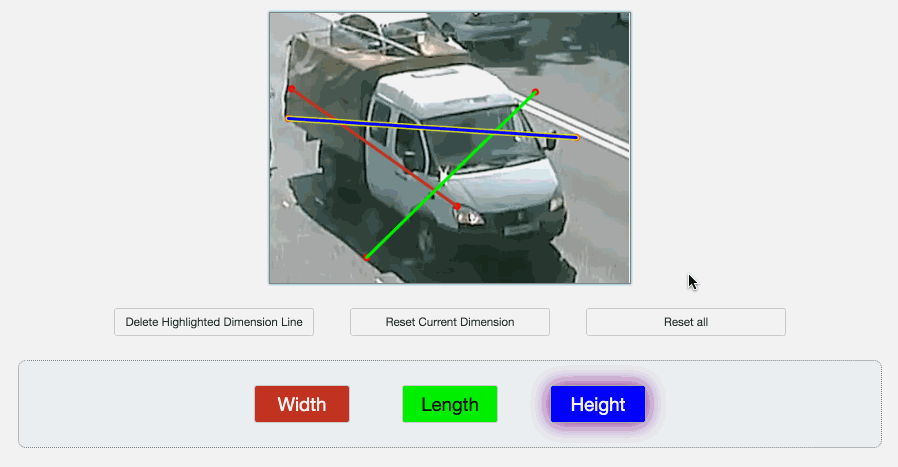 Delete Highlighted Dimension Line
Reset Current Dimension
Reset all
Width
Length
Height